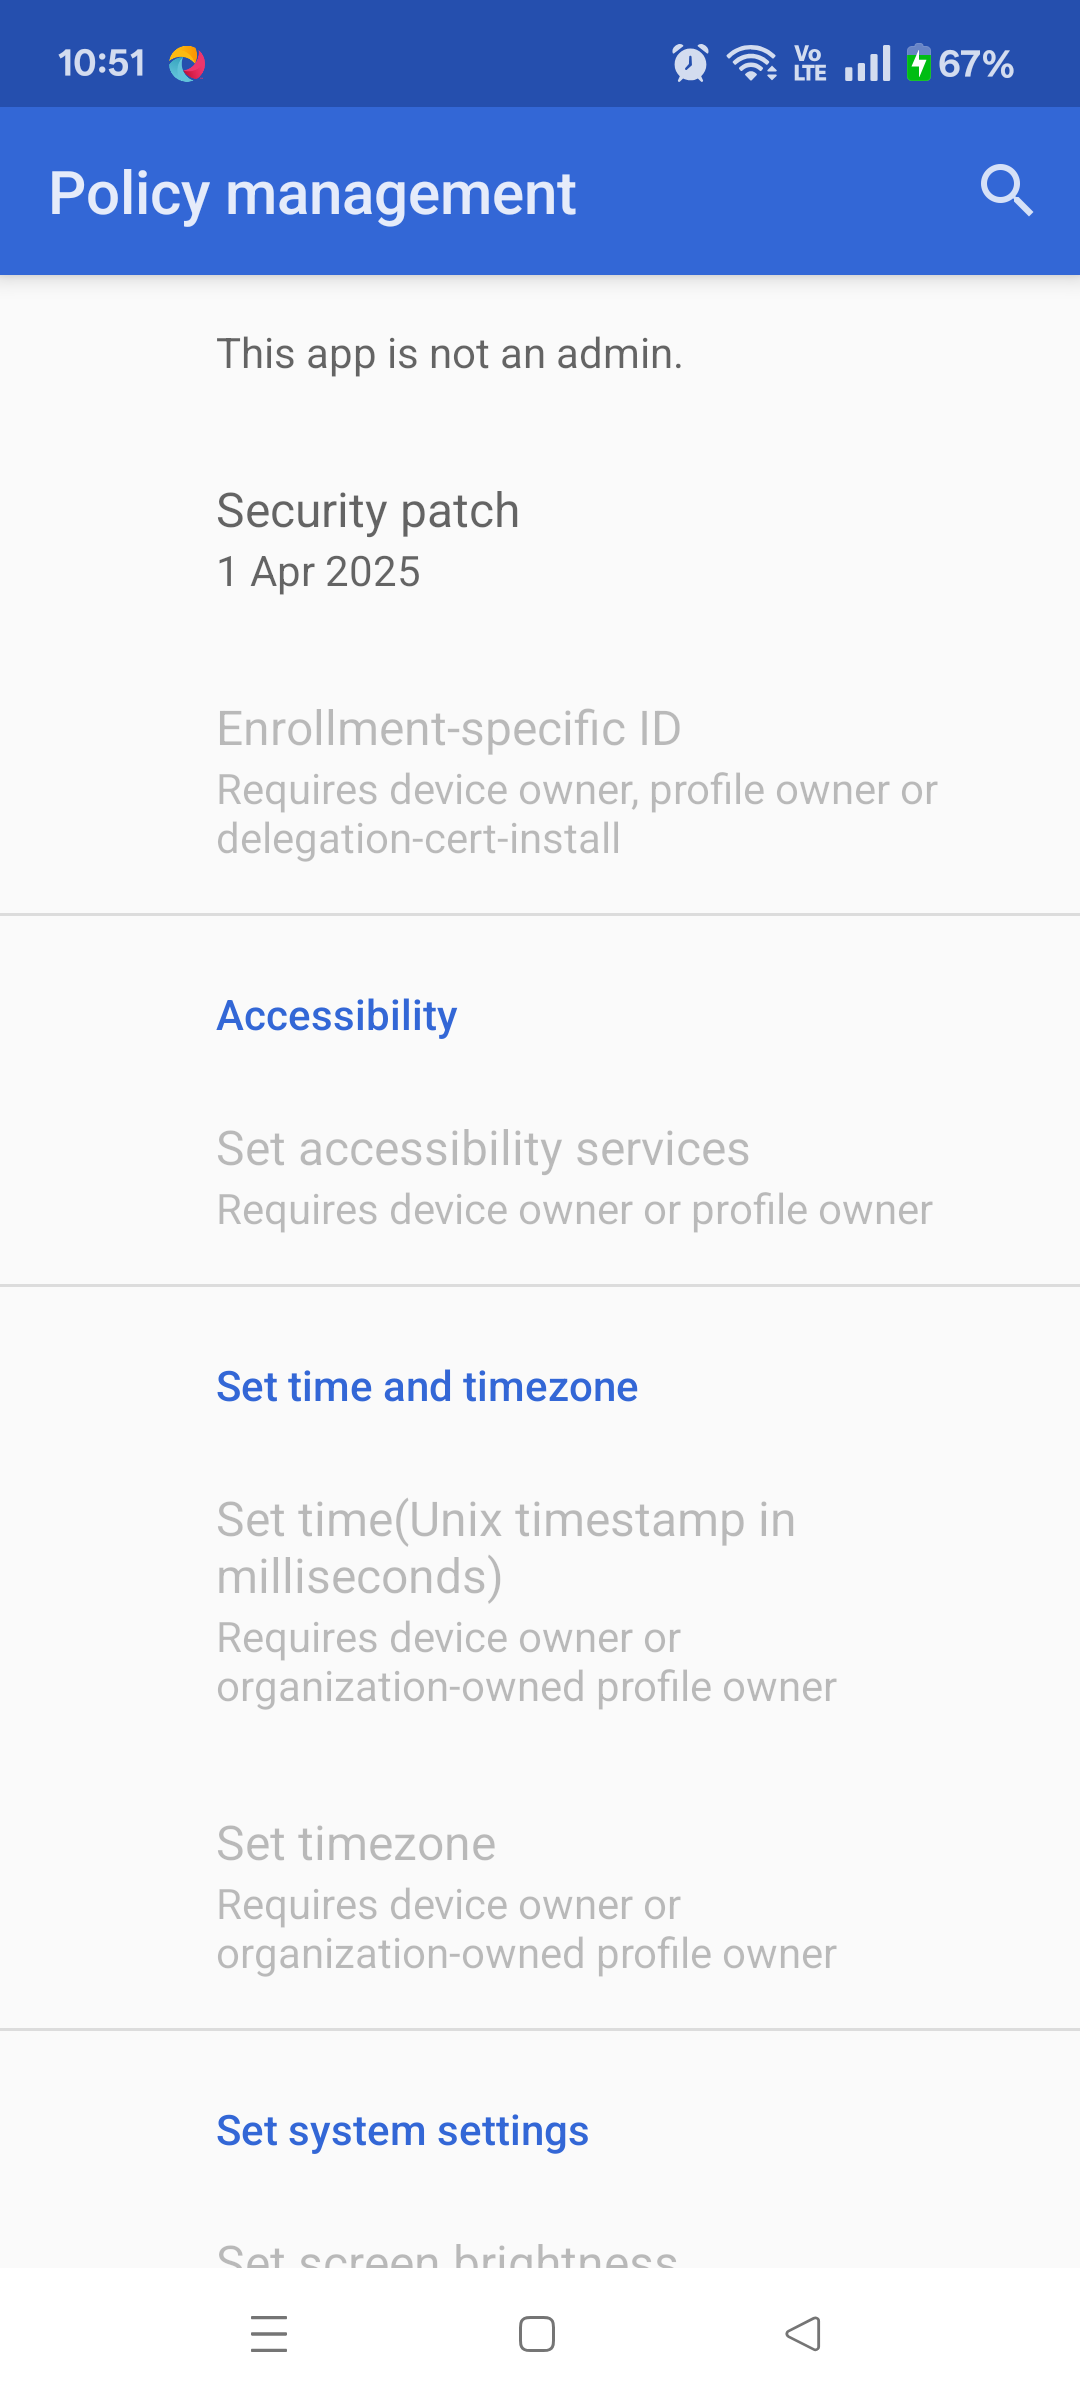 10:51
Vo
LTE
67%
Policy management
This app is not an admin.
Security patch
1 Apr 2025
Enrollment-specific ID
Requires device owner, profile owner or
delegation-cert-install
Accessibility
Set accessibility services
Requires device owner or profile owner
Set time and timezone
Set time(Unix timestamp in
milliseconds)
Requires device owner or
organization-owned profile owner
Set timezone
Requires device owner or
organization-owned profile owner
Set system settings
Set screen brightness